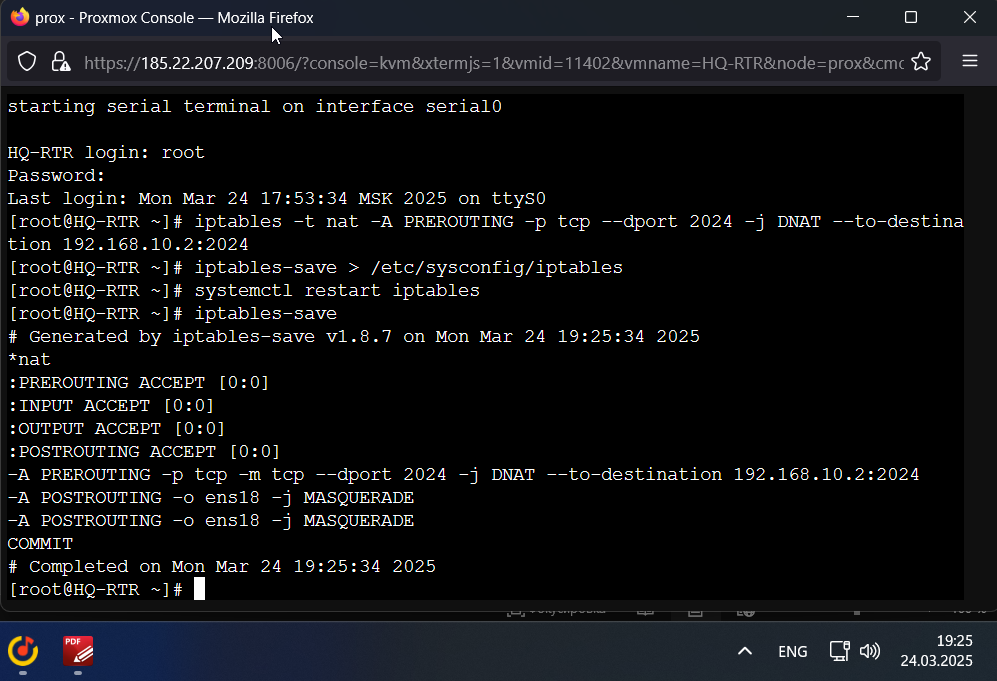 prox - Proxmox Console — Mozilla Firefox
https://185.22.207.209:8006/?console=kvm&xtermjs=1&vmid=11402&vmname=HQ-RTR&node=prox&cmd
starting serial terminal on interface serial0
HQ-RTR login: root
Password:
Last login: Mon Mar 24 17:53:34 MSK 2025 on ttyS0
[root@HQ-RTR ~]# iptables -t nat -A PREROUTING -p tcp --dport 2024 -j DNAT --to-destina
tion 192.168.10.2:2024
[root@HQ-RTR ~]# iptables-save > /etc/sysconfig/iptables
[root@HQ-RTR ~]# systemctl restart iptables
[root@HQ-RTR ~]# iptables-save
# Generated by iptables-save v1.8.7 on Mon Mar 24 19:25:34 2025
*nat
:PREROUTING ACCEPT [0:0]
:INPUT ACCEPT [0:0]
:OUTPUT ACCEPT [0:0]
:POSTROUTING ACCEPT [0:0]
-A PREROUTING -p tcp -m tcp --dport 2024 -j DNAT --to-destination 192.168.10.2:2024
-A POSTROUTING -o ens18 -j MASQUERADE
-A POSTROUTING -o ens18 -j MASQUERADE
COMMIT
# Completed on Mon Mar 24 19:25:34 2025
[root@HQ-RTR ~]#
PDF
ENG
19:25
24.03.2025